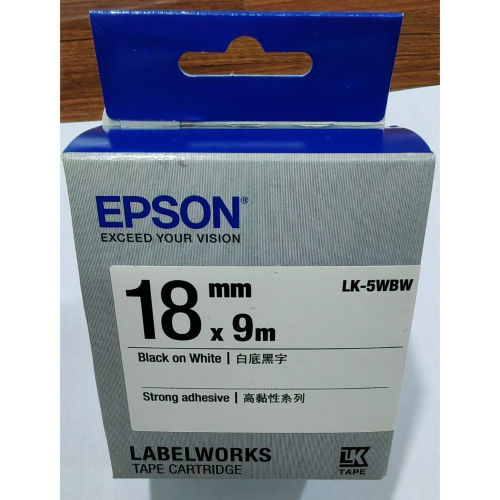 EPSON®
EXCEED YOUR VISION
18 mm x 9m
LK-5WBW
Black on White | 白底黑字
Strong adhesive | 高黏性系列
LABELWORKS
TAPE CARTRIDGE
LK
TAPE